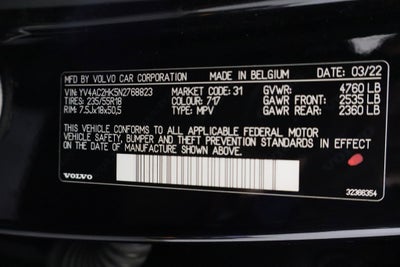 MFD BY VOLVO CAR CORPORATION MADE IN BELGIUM DATE: 03/22
VIN: YV4AC2HK5N2768823 MARKET CODE: 31 GVWR: 4760 LB
TIRES: 235/55R18 COLOUR: 717 GAWR FRONT: 2535 LB
RIM: 7.5Jx18x50,5 TYPE: MPV GAWR REAR: 2360 LB
THIS VEHICLE CONFORMS TO ALL APPLICABLE FEDERAL MOTOR
VEHICLE SAFETY, BUMPER AND THEFT PREVENTION STANDARDS IN EFFECT
ON THE DATE OF MANUFACTURE SHOWN ABOVE.
VOLVO 32388354